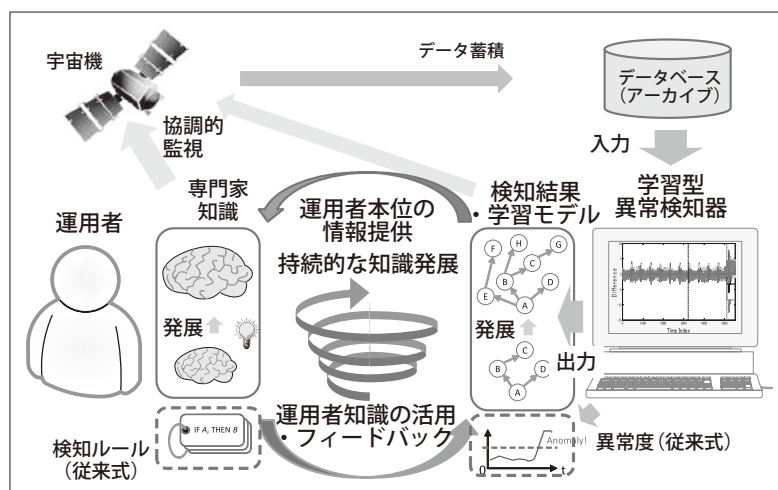 宇宙機
データ蓄積
データベース
（アーカイブ）
協調的
監視
入力
専門家
知識
運用者
運用者本位の
情報提供
持続的な知識発展
検知結果
・学習モデル
学習型
異常検知器
F
H
G
C
B
D
E
A
発展
発展
C
B
D
A
Difference
Time Index
出力
運用者知識の活用
・フィードバック
検知ルール
（従来式）
IF A, THEN B
Anomaly!
0
t
異常度（従来式）